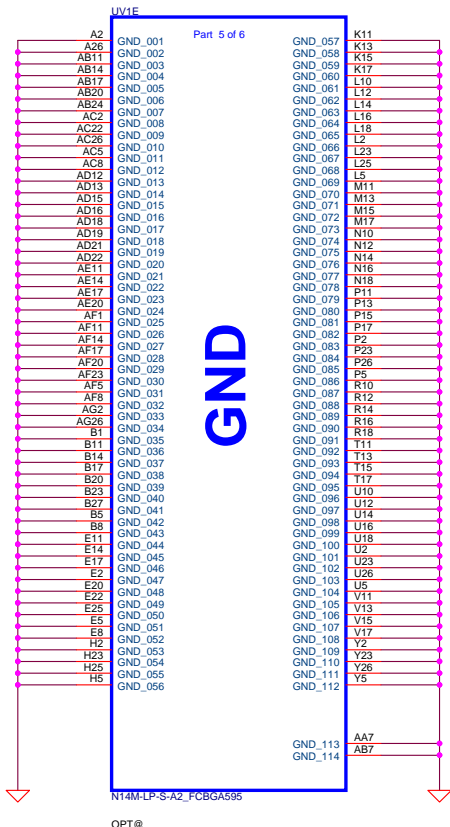 UV1E
Part 5 of 6
A2 GND_001 GND_057 K11
A26 GND_002 GND_058 K13
AB11 GND_003 GND_059 K15
AB14 GND_004 GND_060 K17
AB17 GND_005 GND_061 L10
AB20 GND_006 GND_062 L12
AB24 GND_007 GND_063 L14
AC2 GND_008 GND_064 L16
AC22 GND_009 GND_065 L18
AC26 GND_010 GND_066 L2
AC5 GND_011 GND_067 L23
AC8 GND_012 GND_068 L25
AD12 GND_013 GND_069 L5
AD13 GND_014 GND_070 M11
AD15 GND_015 GND_071 M13
AD16 GND_016 GND_072 M15
AD18 GND_017 GND_073 M17
AD19 GND_018 GND_074 N10
AD21 GND_019 GND_075 N12
AD22 GND_020 GND_076 N14
AE11 GND_021 GND_077 N16
AE14 GND_022 GND_078 N18
AE17 GND_023 GND_079 P11
AE20 GND_024 GND_080 P13
AF1 GND_025 GND_081 P15
AF11 GND_026 GND_082 P17
AF14 GND_027 GND_083 P2
AF17 GND_028 GND_084 P23
AF20 GND_029 GND_085 P26
AF23 GND_030 GND_086 P5
AF5 GND_031 GND_087 R10
AF8 GND_032 GND_088 R12
AG2 GND_033 GND_089 R14
AG26 GND_034 GND_090 R16
B1 GND_035 GND_091 R18
B11 GND_036 GND_092 T11
B14 GND_037 GND_093 T13
B17 GND_038 GND_094 T15
B20 GND_039 GND_095 T17
B23 GND_040 GND_096 U10
B27 GND_041 GND_097 U12
B5 GND_042 GND_098 U14
B8 GND_043 GND_099 U16
E11 GND_044 GND_100 U18
E14 GND_045 GND_101 U2
E17 GND_046 GND_102 U23
E2 GND_047 GND_103 U26
E20 GND_048 GND_104 U5
E22 GND_049 GND_105 V11
E25 GND_050 GND_106 V13
E5 GND_051 GND_107 V15
E8 GND_052 GND_108 V17
H2 GND_053 GND_109 Y2
H23 GND_054 GND_110 Y23
H25 GND_055 GND_111 Y26
H5 GND_056 GND_112 Y5
GND
GND_113 AA7
GND_114 AB7
N14M-LP-S-A2_FCBGA595
OPT@